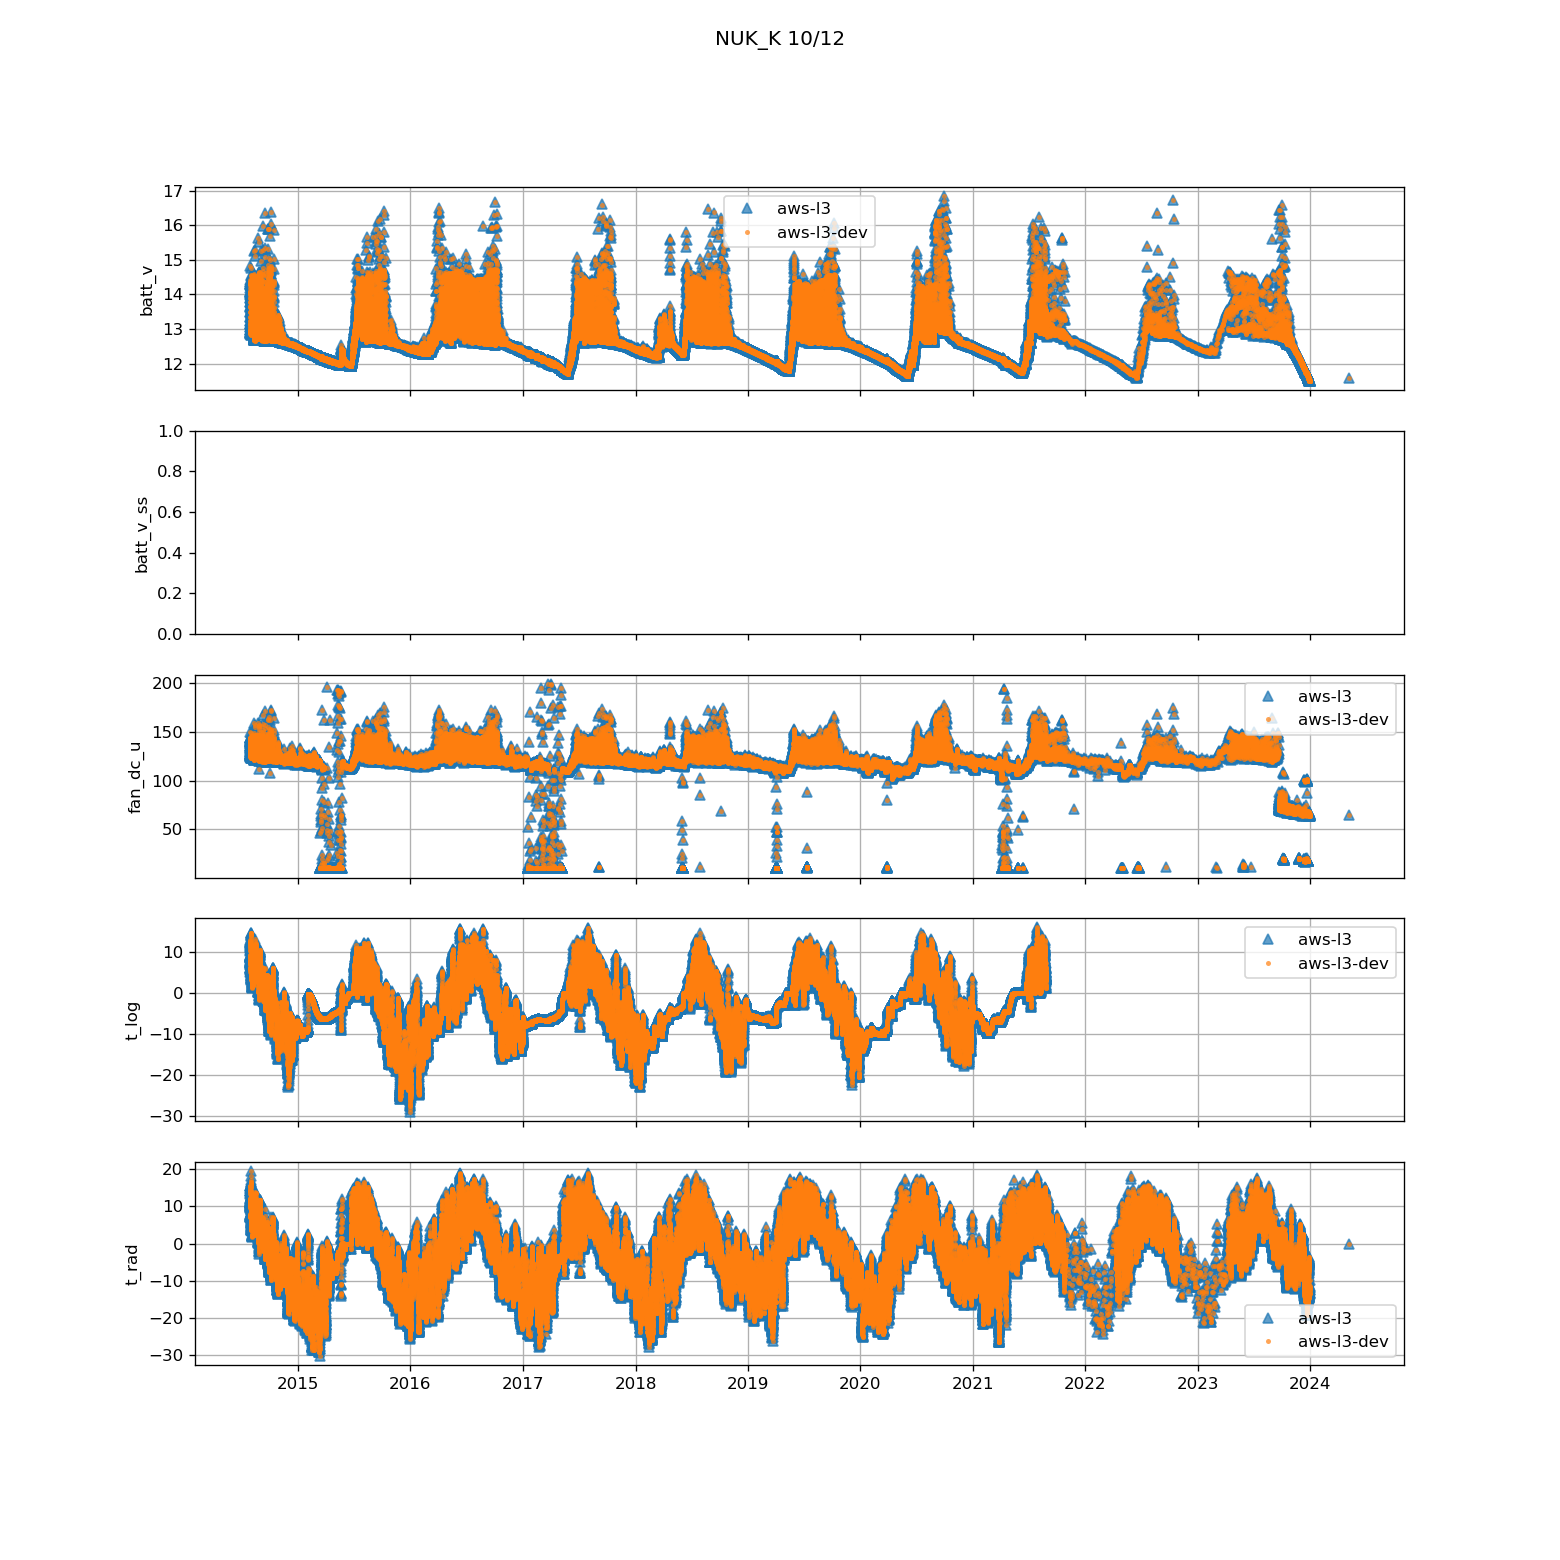 NUK_K 10/12
17
16
15
14
13
12
batt_v
aws-l3
aws-l3-dev
1.0
0.8
0.6
0.4
0.2
0.0
batt_v_ss
200
150
100
50
fan_dc_u
aws-l3
aws-l3-dev
10
0
−10
−20
−30
t_log
aws-l3
aws-l3-dev
20
10
0
−10
−20
−30
t_rad
aws-l3
aws-l3-dev
2015 2016 2017 2018 2019 2020 2021 2022 2023 2024